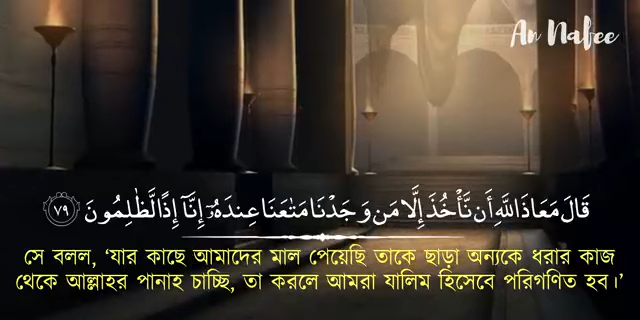 An Nafee
قَالَ مَعَاذَ اللَّهِ أَن نَّأْخُذَ إِلَّا مَن وَجَدْنَا مَتَٰعَنَا عِندَهُۥٓ إِنَّآ إِذًا لَّظَٰلِمُونَ ٧٩
সে বলল, ‘যার কাছে আমাদের মাল পেয়েছি তাকে ছাড়া অন্যকে ধরার কাজ
থেকে আল্লাহর পানাহ চাচ্ছি, তা করলে আমরা যালিম হিসেবে পরিগণিত হব।’